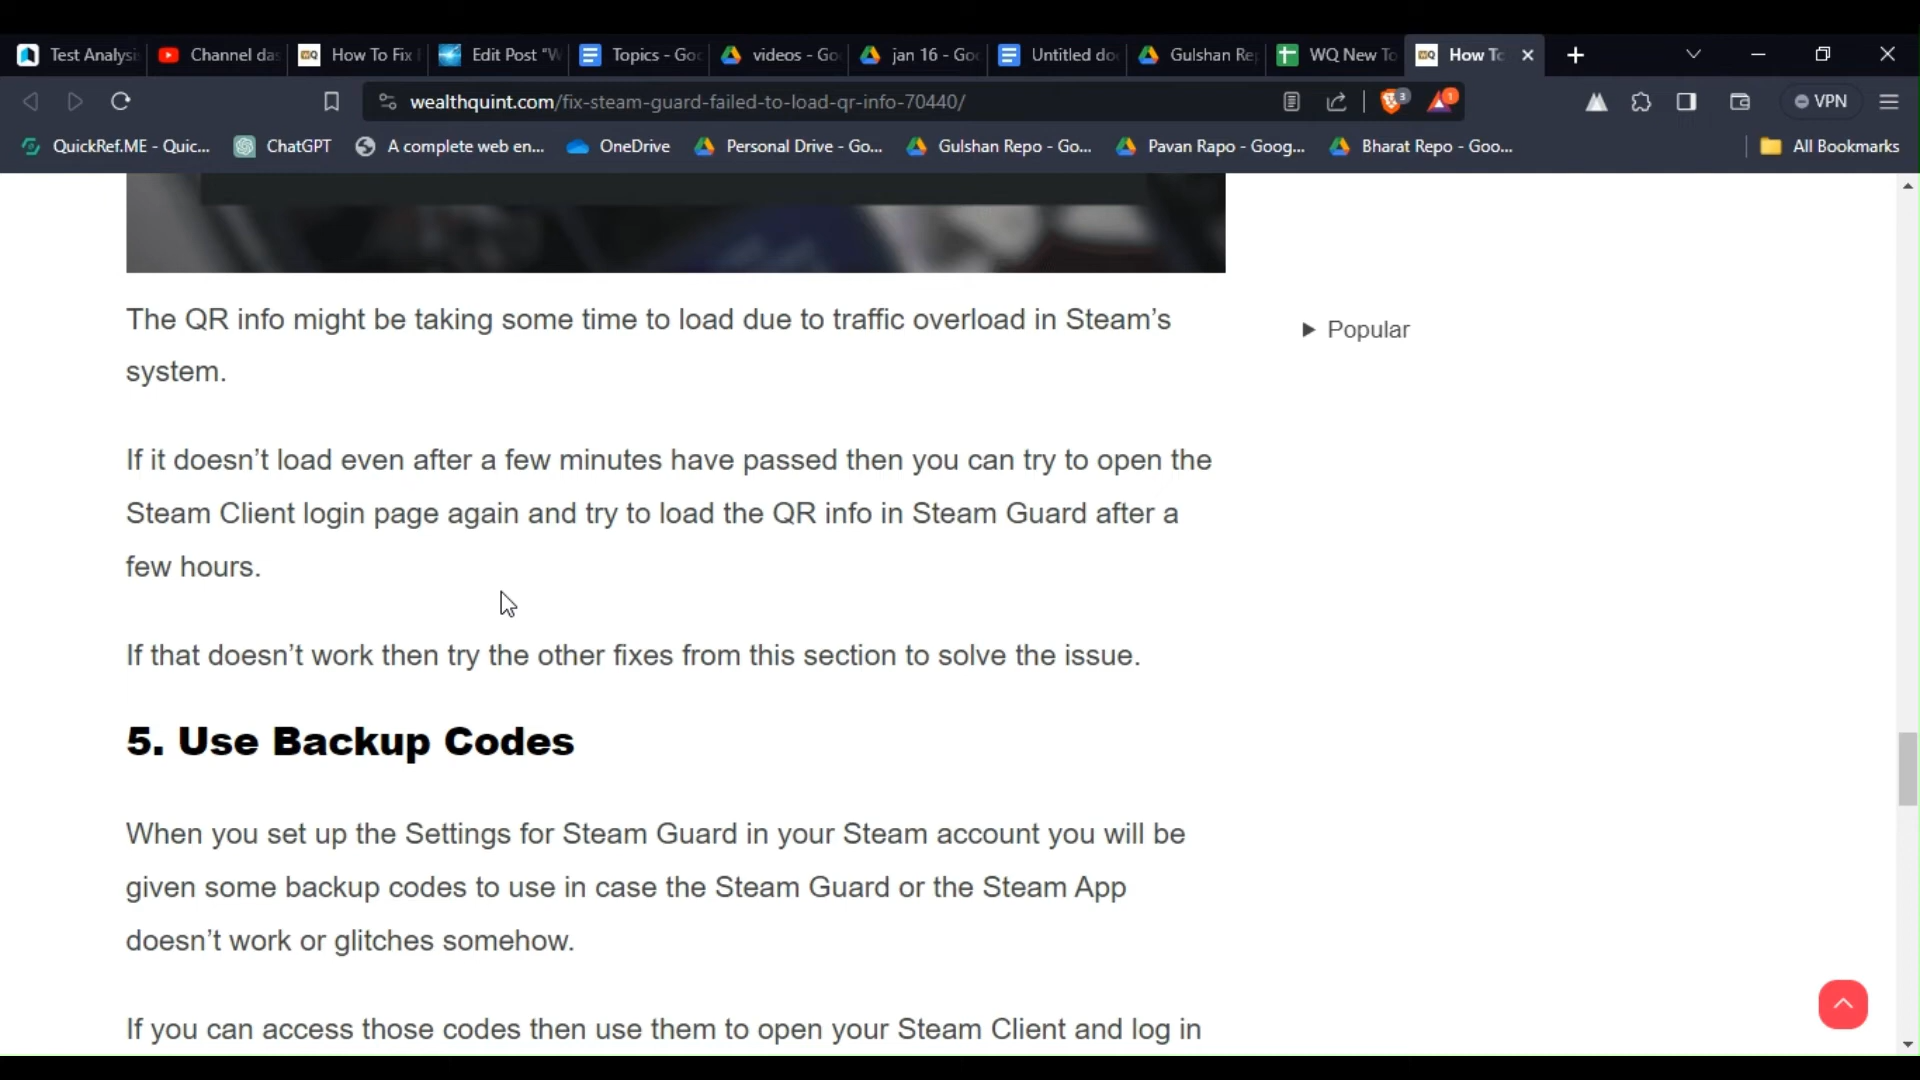 Test Analysi
Channel das
How To Fix
Edit Post "W
Topics - Goo
videos - Go
jan 16 - Goo
Untitled do
Gulshan Re
WQ New To
How To
wealthquint.com/fix-steam-guard-failed-to-load-qr-info-70440/
VPN
QuickRef.ME - Quic...
ChatGPT
A complete web en...
OneDrive
Personal Drive - Go...
Gulshan Repo - Go...
Pavan Rapo - Goog...
Bharat Repo - Goo...
All Bookmarks
The QR info might be taking some time to load due to traffic overload in Steam’s
system.
Popular
If it doesn’t load even after a few minutes have passed then you can try to open the
Steam Client login page again and try to load the QR info in Steam Guard after a
few hours.
If that doesn’t work then try the other fixes from this section to solve the issue.
5. Use Backup Codes
When you set up the Settings for Steam Guard in your Steam account you will be
given some backup codes to use in case the Steam Guard or the Steam App
doesn’t work or glitches somehow.
If you can access those codes then use them to open your Steam Client and log in